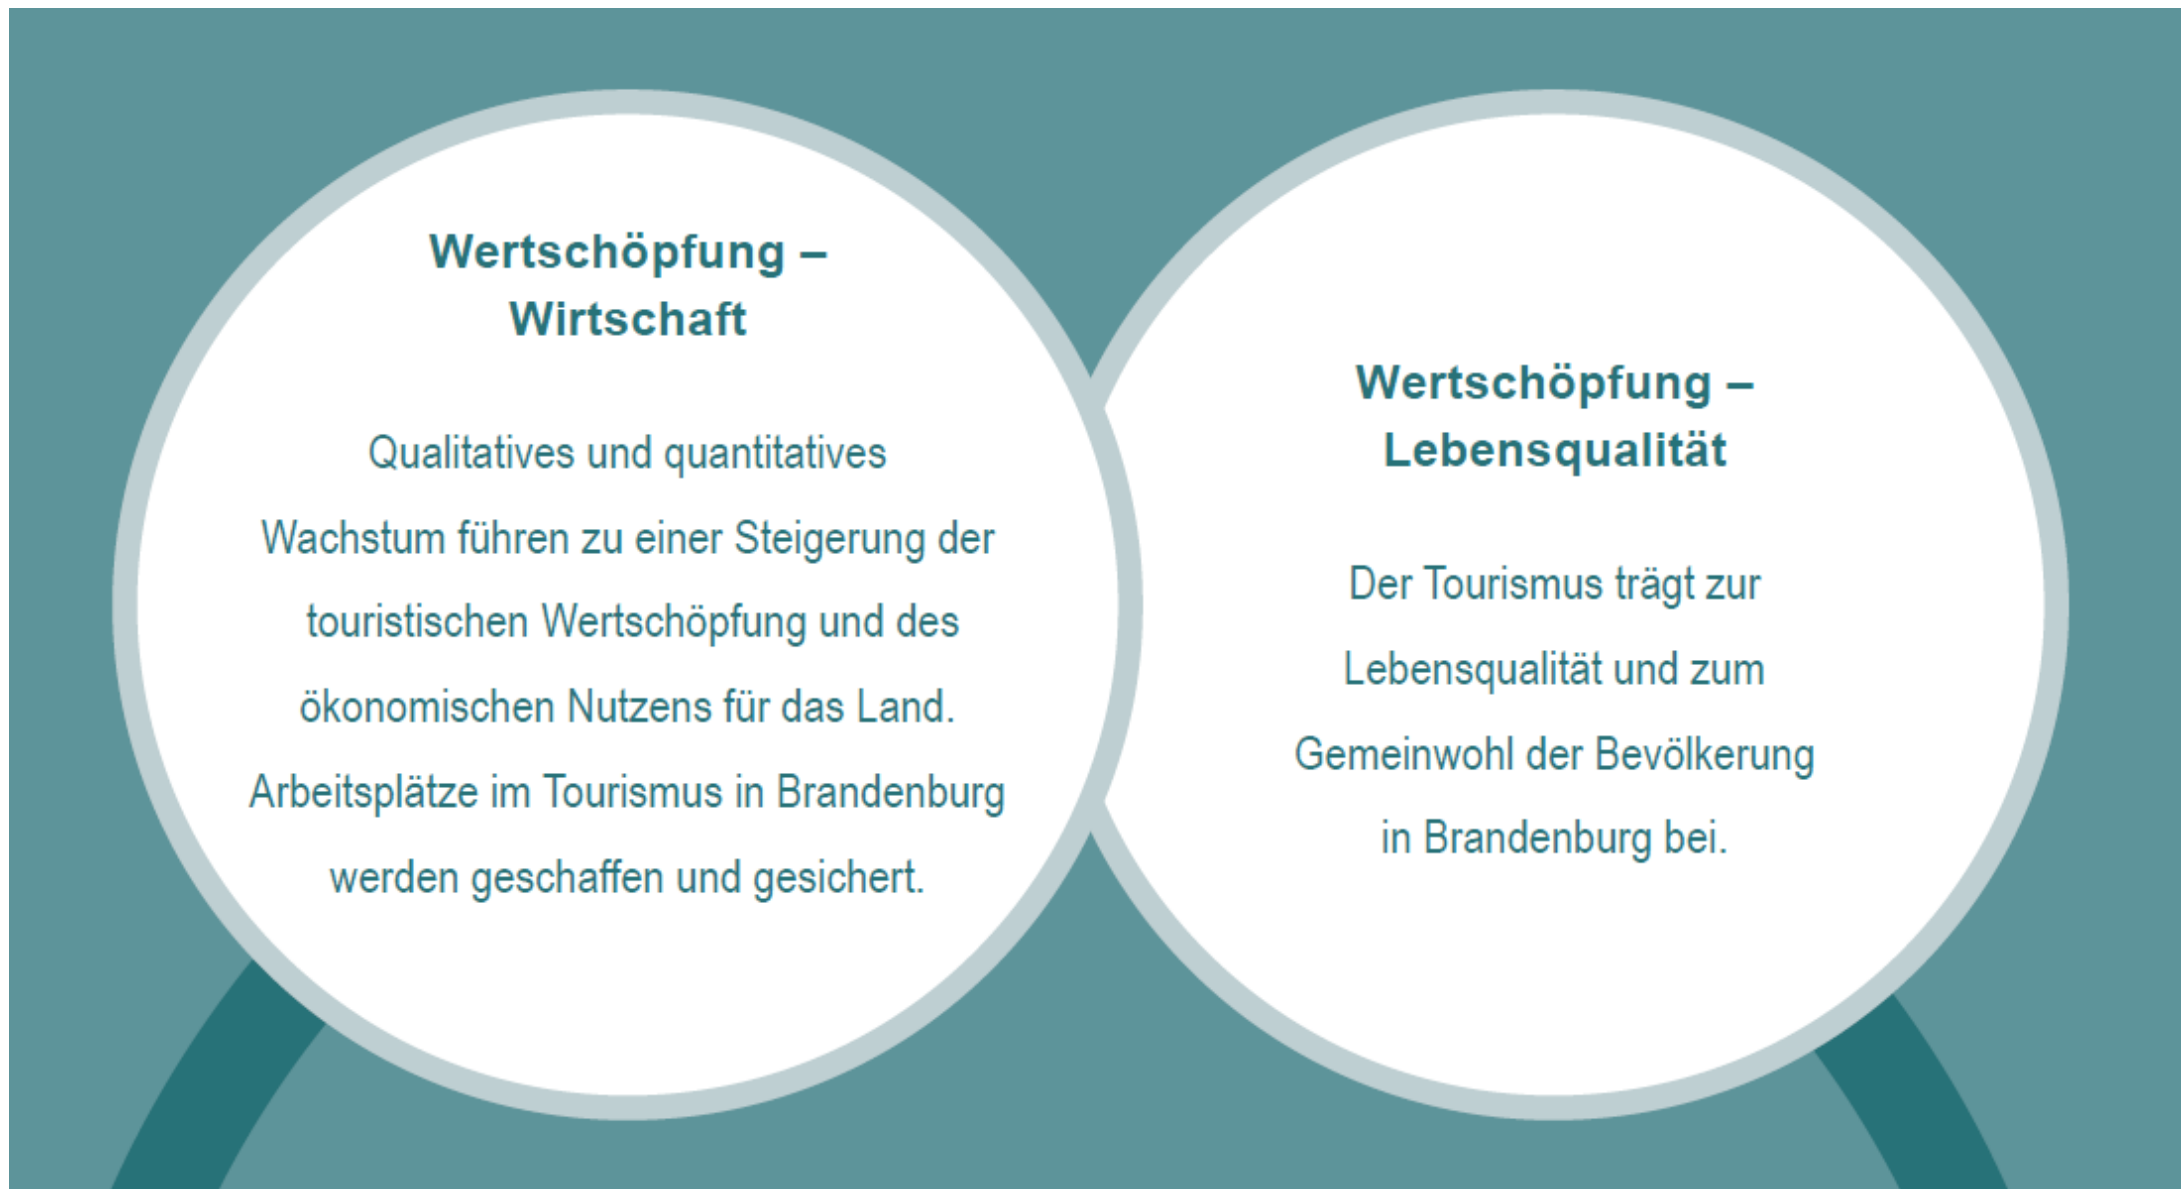 Wertschöpfung –
Wirtschaft
Qualitatives und quantitatives
Wachstum führen zu einer Steigerung der
touristischen Wertschöpfung und des
ökonomischen Nutzens für das Land.
Arbeitsplätze im Tourismus in Brandenburg
werden geschaffen und gesichert.
Wertschöpfung –
Lebensqualität
Der Tourismus trägt zur
Lebensqualität und zum
Gemeinwohl der Bevölkerung
in Brandenburg bei.